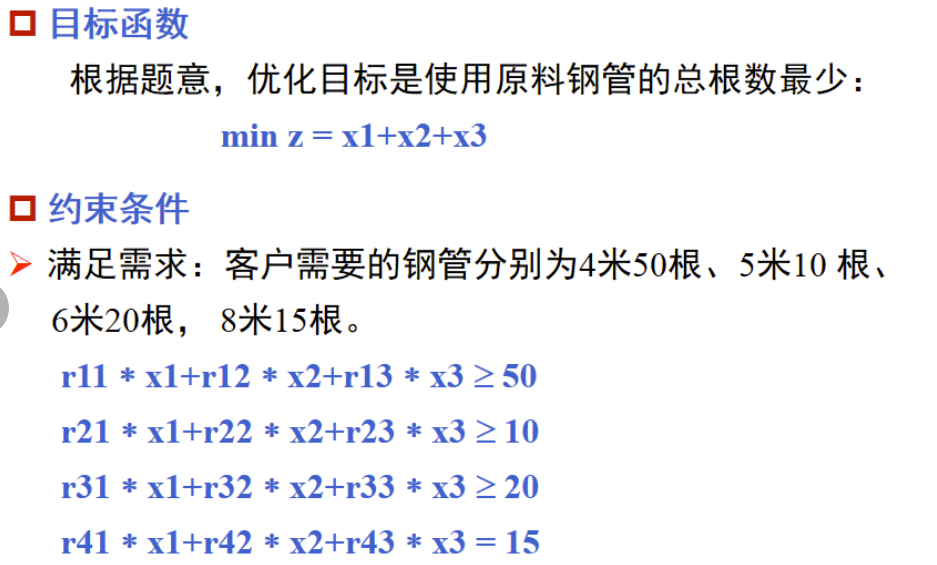 目标函数
根据题意，优化目标是使用原料钢管的总根数最少：
min z = x1+x2+x3
约束条件
满足需求：客户需要的钢管分别为4米50根、5米10 根、
6米20根， 8米15根。
r11 * x1+r12 * x2+r13 * x3 ≥ 50
r21 * x1+r22 * x2+r23 * x3 ≥ 10
r31 * x1+r32 * x2+r33 * x3 ≥ 20
r41 * x1+r42 * x2+r43 * x3 = 15